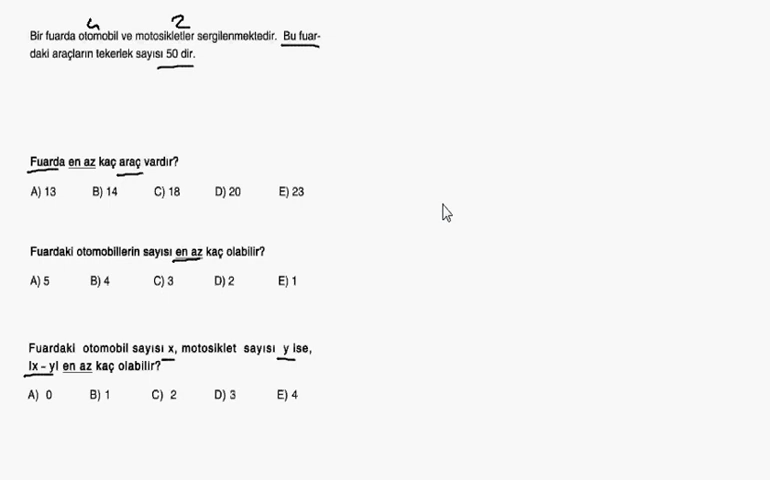 4 2
Bir fuarda otomobil ve motosikletler sergilenmektedir. Bu fuar-
daki araçların tekerlek sayısı 50 dir.
Fuarda en az kaç araç vardır?
A) 13 B) 14 C) 18 D) 20 E) 23
Fuardaki otomobillerin sayısı en az kaç olabilir?
A) 5 B) 4 C) 3 D) 2 E) 1
Fuardaki otomobil sayısı x, motosiklet sayısı y ise,
|x - y| en az kaç olabilir?
A) 0 B) 1 C) 2 D) 3 E) 4